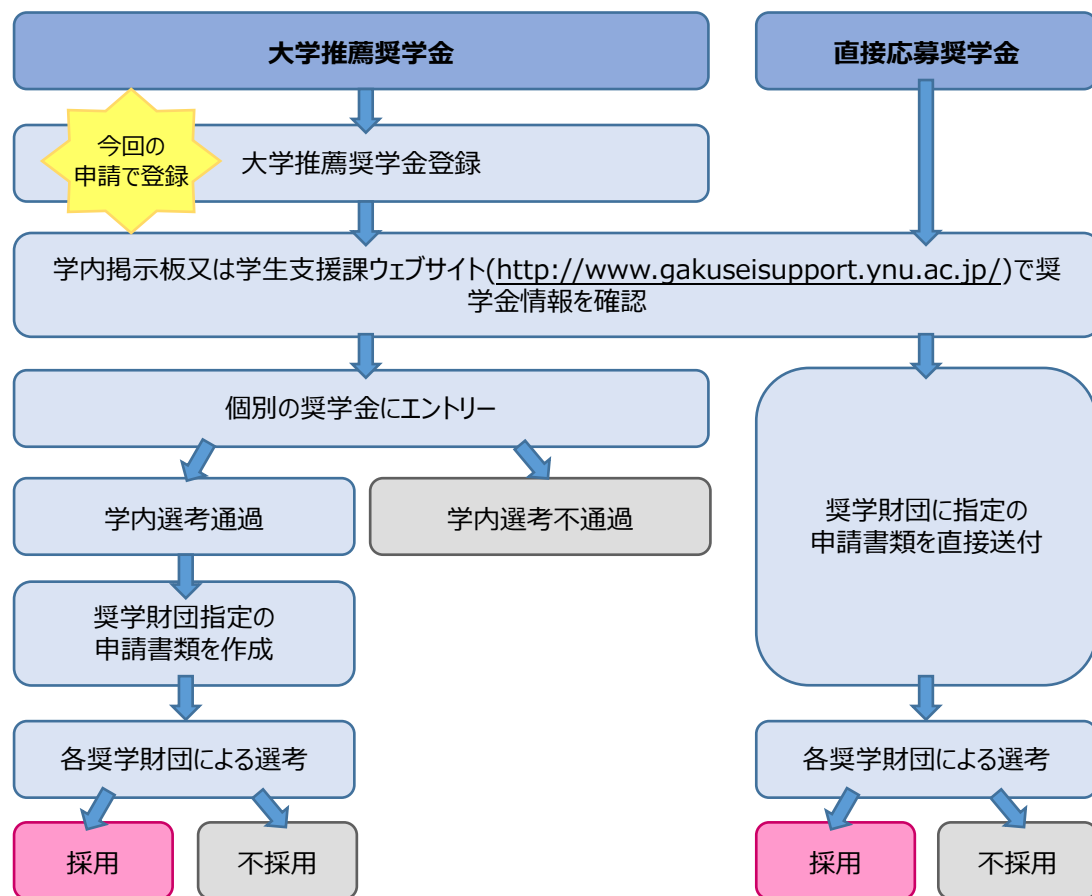 大学推薦奨学金
直接応募奨学金
今回の
申請で登録
大学推薦奨学金登録
学内掲示板又は学生支援課ウェブサイト(http://www.gakuseisupport.ynu.ac.jp/)で奨
学金情報を確認
個別の奨学金にエントリー
学内選考通過
学内選考不通過
奨学財団に指定の
申請書類を直接送付
奨学財団指定の
申請書類を作成
各奨学財団による選考
各奨学財団による選考
採用
不採用
採用
不採用